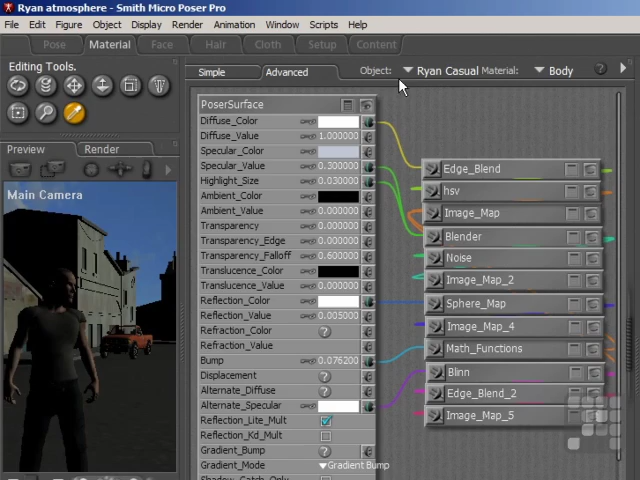 Ryan atmosphere - Smith Micro Poser Pro
File Edit Figure Object Display Render Animation Window Scripts Help
Pose Material Face Hair Cloth Setup Content
Editing Tools.
Simple Advanced Object: Ryan Casual Material: Body
Preview Render
Main Camera
PoserSurface
Diffuse_Color
Diffuse_Value 1.000000
Specular_Color
Specular_Value 0.300000
Highlight_Size 0.030000
Ambient_Color
Ambient_Value 0.000000
Transparency 0.000000
Transparency_Edge 0.000000
Transparency_Falloff 0.600000
Translucence_Color
Translucence_Value 0.000000
Reflection_Color
Reflection_Value 0.005000
Refraction_Color
Refraction_Value
Bump 0.076200
Displacement
Alternate_Diffuse
Alternate_Specular
Reflection_Lite_Mult
Reflection_Kd_Mult
Gradient_Bump
Gradient_Mode Gradient Bump
Shadow_Catch_Only
Edge_Blend
hsv
Image_Map
Blender
Noise
Image_Map_2
Sphere_Map
Image_Map_4
Math_Functions
Blinn
Edge_Blend_2
Image_Map_5